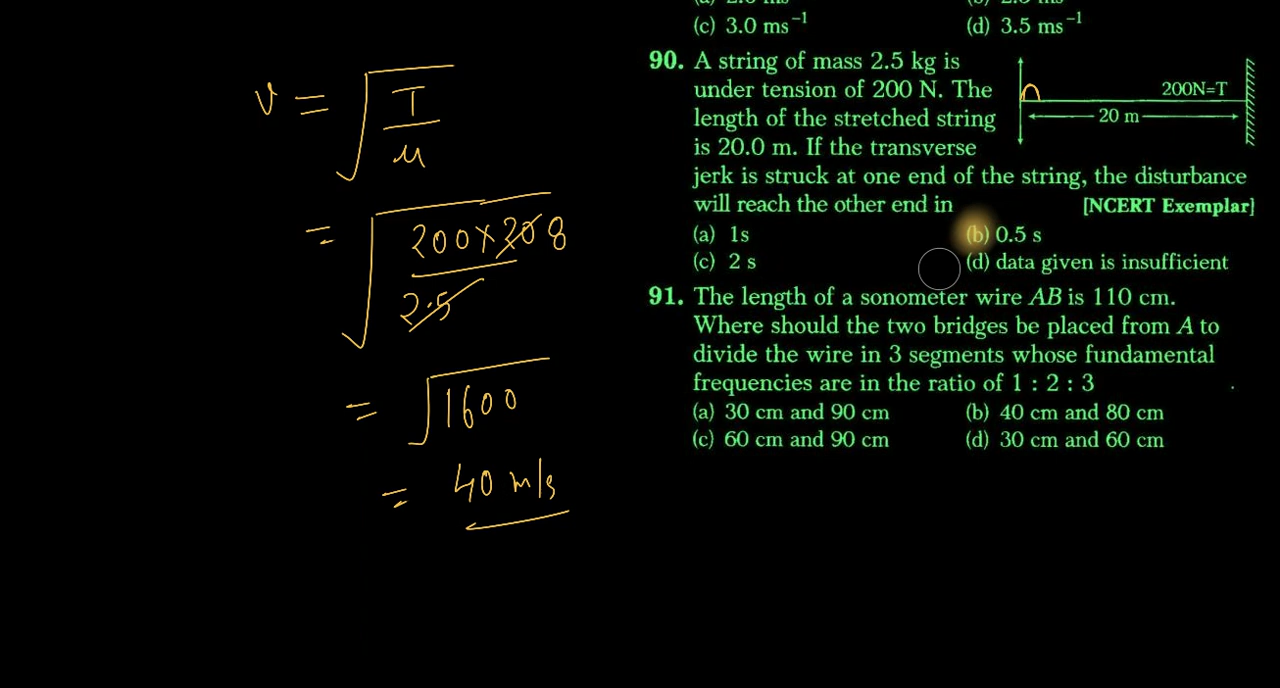 (c) 3.0 ms⁻¹ (d) 3.5 ms⁻¹
90. A string of mass 2.5 kg is
under tension of 200 N. The
length of the stretched string
is 20.0 m. If the transverse
jerk is struck at one end of the string, the disturbance
will reach the other end in [NCERT Exemplar]
(a) 1s (b) 0.5 s
(c) 2 s (d) data given is insufficient
200N=T
20 m
91. The length of a sonometer wire AB is 110 cm.
Where should the two bridges be placed from A to
divide the wire in 3 segments whose fundamental
frequencies are in the ratio of 1 : 2 : 3
(a) 30 cm and 90 cm (b) 40 cm and 80 cm
(c) 60 cm and 90 cm (d) 30 cm and 60 cm
v = √T/μ
= √200×20 8
2.5
= √1600
= 40 m/s